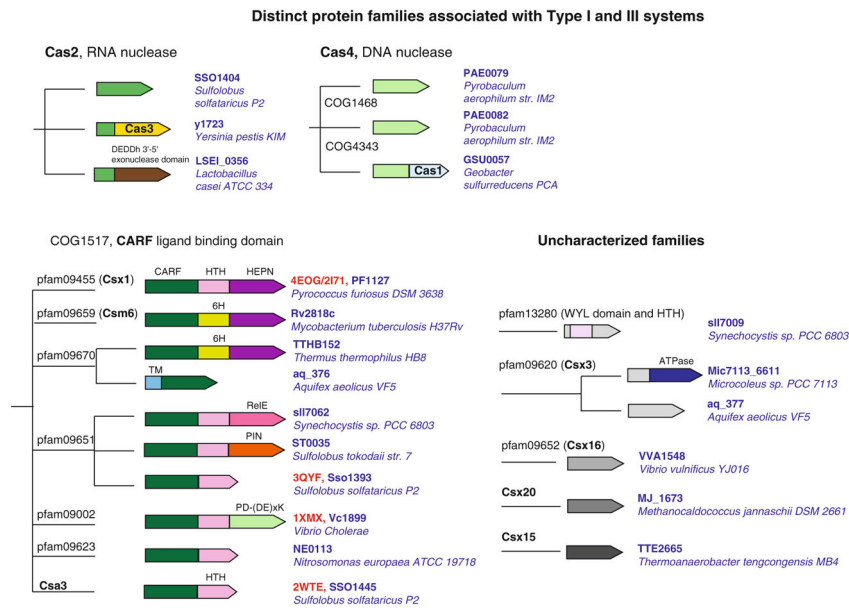 Distinct protein families associated with Type I and III systems
Cas2, RNA nuclease
SSO1404
Sulfolobus
solfataricus P2
Cas3
y1723
Yersinia pestis KIM
DEDDh 3'-5'
exonuclease domain
LSEI_0356
Lactobacillus
casei ATCC 334
Cas4, DNA nuclease
PAE0079
Pyrobaculum
aerophilum str. IM2
COG1468
PAE0082
Pyrobaculum
aerophilum str. IM2
COG4343
GSU0057
Cas1
Geobacter
sulfurreducens PCA
COG1517, CARF ligand binding domain
pfam09455 (Csx1)
CARF HTH HEPN
4EOG/2I71, PF1127
Pyrococcus furiosus DSM 3638
pfam09659 (Csm6)
6H
Rv2818c
Mycobacterium tuberculosis H37Rv
pfam09670
6H
TTHB152
Thermus thermophilus HB8
TM
aq_376
Aquifex aeolicus VF5
pfam09651
RelE
sll7062
Synechocystis sp. PCC 6803
PIN
ST0035
Sulfolobus tokodaii str. 7
3QYF, Sso1393
Sulfolobus solfataricus P2
pfam09002
PD-(DE)xK
1XMX, Vc1899
Vibrio Cholerae
pfam09623
NE0113
Nitrosomonas europaea ATCC 19718
Csa3
HTH
2WTE, SSO1445
Sulfolobus solfataricus P2
Uncharacterized families
pfam13280 (WYL domain and HTH)
sll7009
Synechocystis sp. PCC 6803
pfam09620 (Csx3)
ATPase
Mic7113_6611
Microcoleus sp. PCC 7113
aq_377
Aquifex aeolicus VF5
pfam09652 (Csx16)
VVA1548
Vibrio vulnificus YJ016
Csx20
MJ_1673
Methanocaldococcus jannaschii DSM 2661
Csx15
TTE2665
Thermoanaerobacter tengcongensis MB4